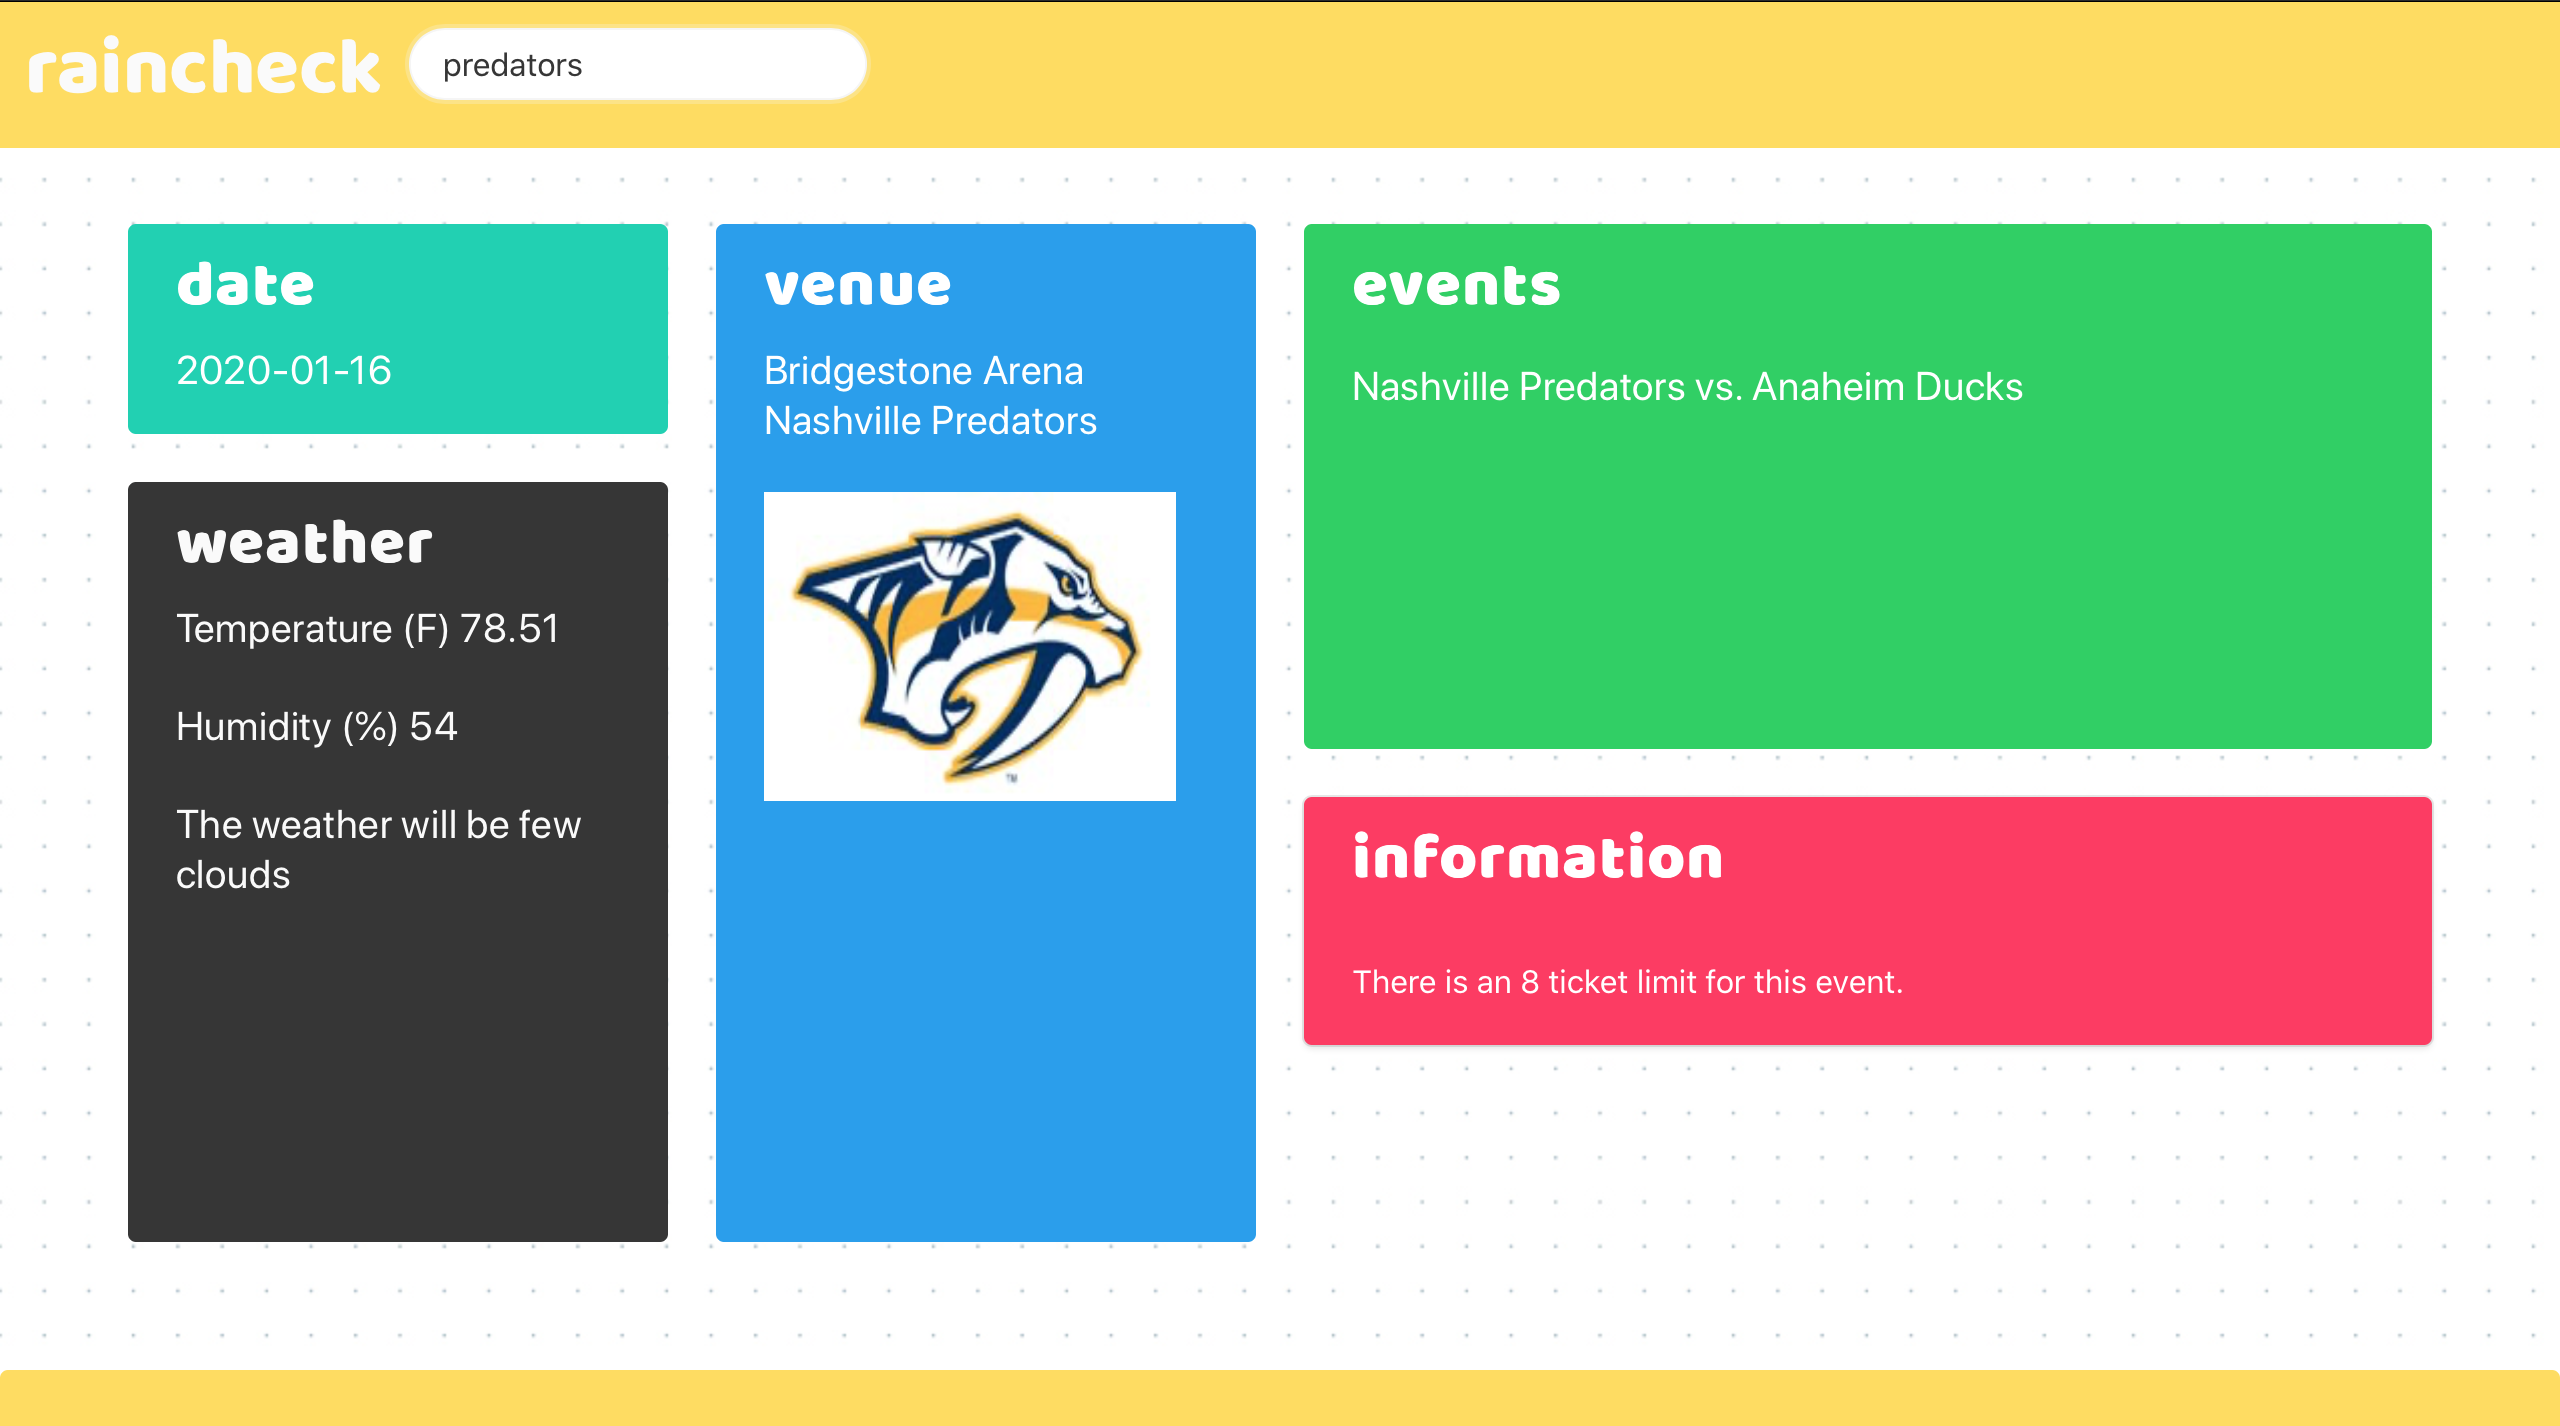 raincheck
predators
date
2020-01-16
weather
Temperature (F) 78.51
Humidity (%) 54
The weather will be few
clouds
venue
Bridgestone Arena
Nashville Predators
TM
events
Nashville Predators vs. Anaheim Ducks
information
There is an 8 ticket limit for this event.